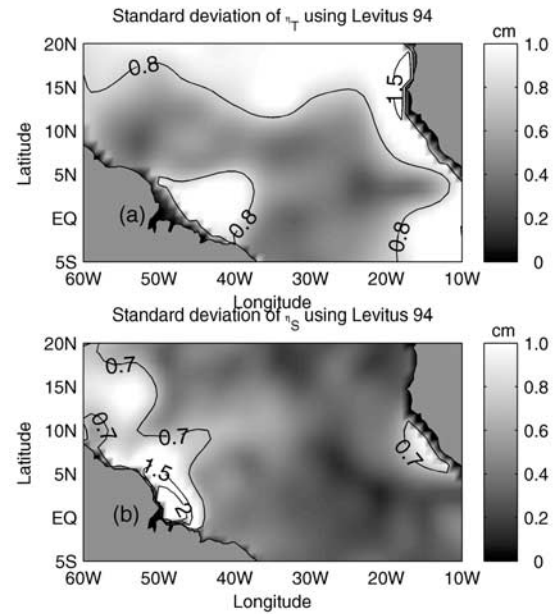 Standard deviation of η_T using Levitus 94
cm
20N
15N
10N
5N
EQ
5S
Latitude
0.8
1.5
0.8
0.8
(a)
1.0
0.8
0.6
0.4
0.2
0
60W 50W 40W 30W 20W 10W
Longitude
Standard deviation of η_S using Levitus 94
cm
20N
15N
10N
5N
EQ
5S
Latitude
0.7
0.7
0.7
0.7
1.5
2
(b)
1.0
0.8
0.6
0.4
0.2
0
60W 50W 40W 30W 20W 10W
Longitude